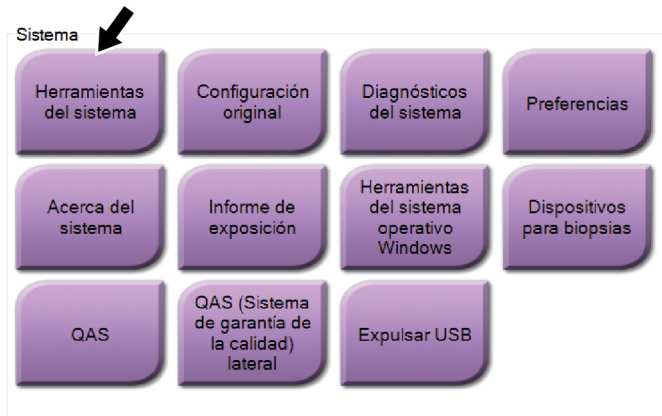 Sistema
Herramientas
del sistema
Configuración
original
Diagnósticos
del sistema
Preferencias
Acerca del
sistema
Informe de
exposición
Herramientas
del sistema
operativo
Windows
Dispositivos
para biopsias
QAS
QAS (Sistema
de garantía de
la calidad)
lateral
Expulsar USB